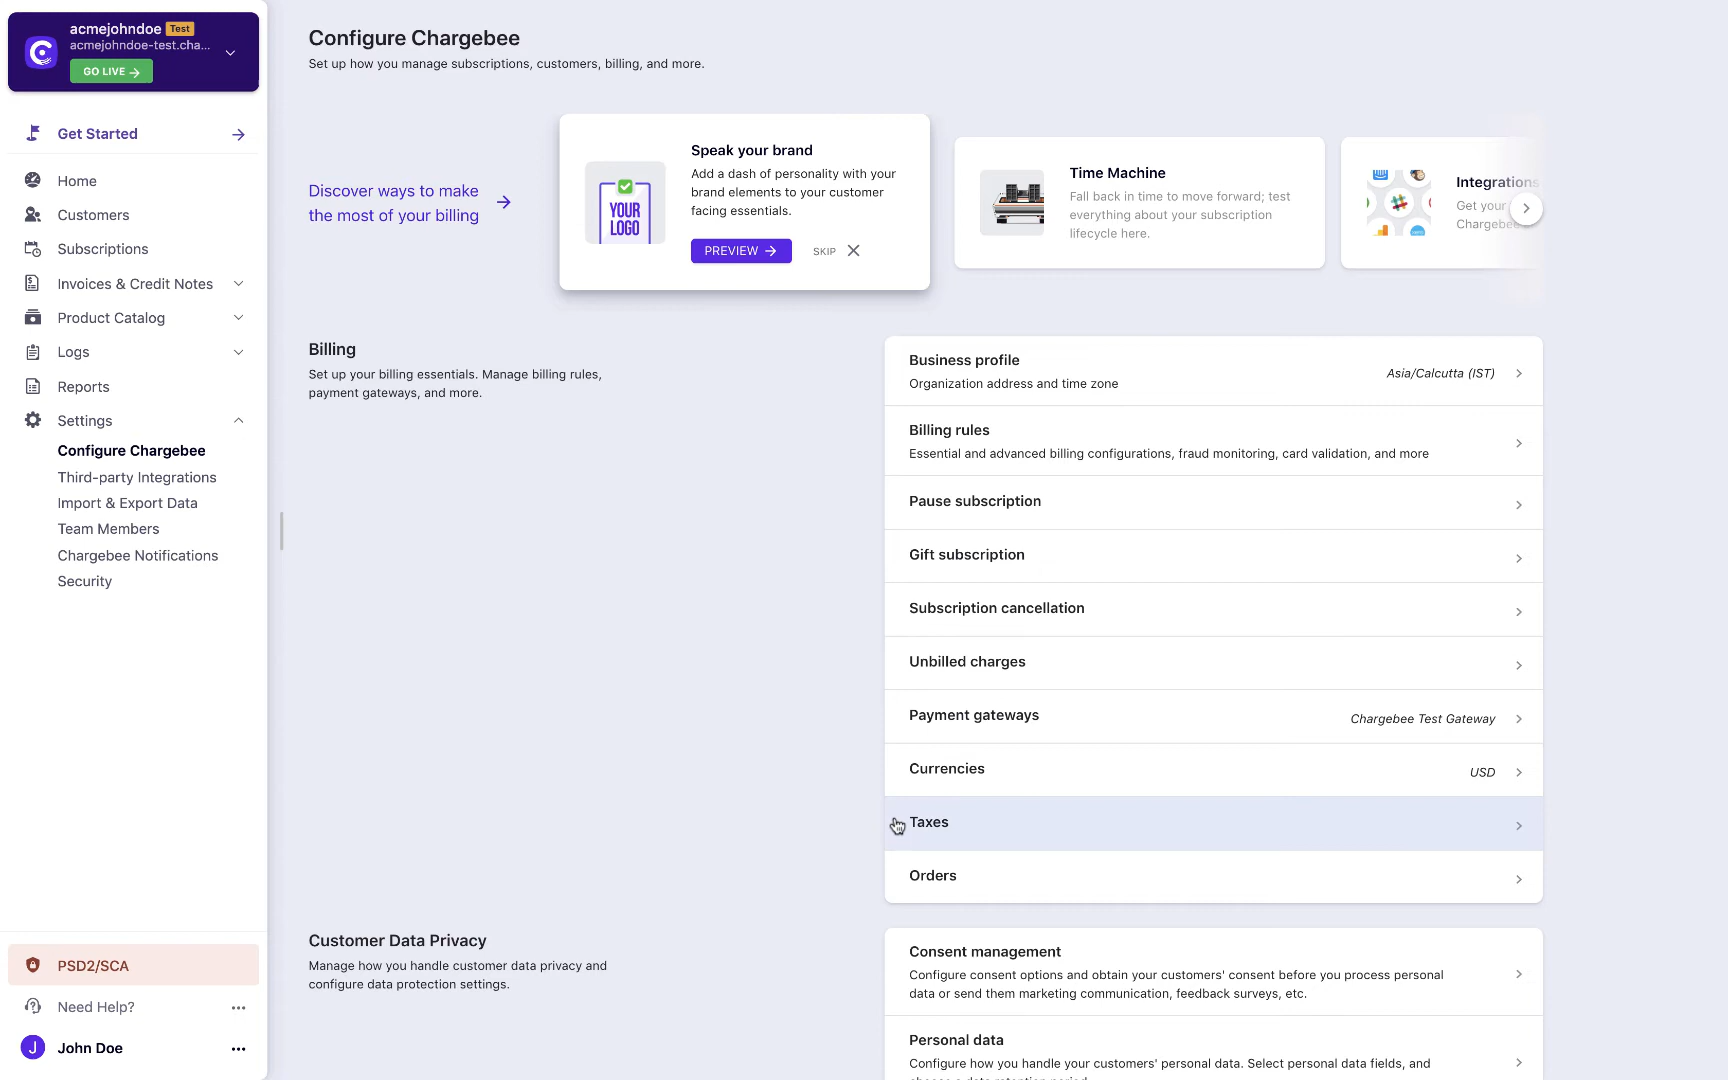 acmejohndoe Test
acmejohndoe-test.cha...
GO LIVE
Get Started
Home
Customers
Subscriptions
Invoices & Credit Notes
Product Catalog
Logs
Reports
Settings
Configure Chargebee
Third-party Integrations
Import & Export Data
Team Members
Chargebee Notifications
Security
PSD2/SCA
Need Help?
J John Doe
Configure Chargebee
Set up how you manage subscriptions, customers, billing, and more.
Discover ways to make
the most of your billing
YOUR
LOGO
Speak your brand
Add a dash of personality with your
brand elements to your customer
facing essentials.
PREVIEW SKIP
Time Machine
Fall back in time to move forward; test
everything about your subscription
lifecycle here.
Integrations
Get your
Chargebee
Billing
Set up your billing essentials. Manage billing rules,
payment gateways, and more.
Business profile
Organization address and time zone
Asia/Calcutta (IST)
Billing rules
Essential and advanced billing configurations, fraud monitoring, card validation, and more
Pause subscription
Gift subscription
Subscription cancellation
Unbilled charges
Payment gateways Chargebee Test Gateway
Currencies USD
Taxes
Orders
Customer Data Privacy
Manage how you handle customer data privacy and
configure data protection settings.
Consent management
Configure consent options and obtain your customers' consent before you process personal
data or send them marketing communication, feedback surveys, etc.
Personal data
Configure how you handle your customers' personal data. Select personal data fields, and